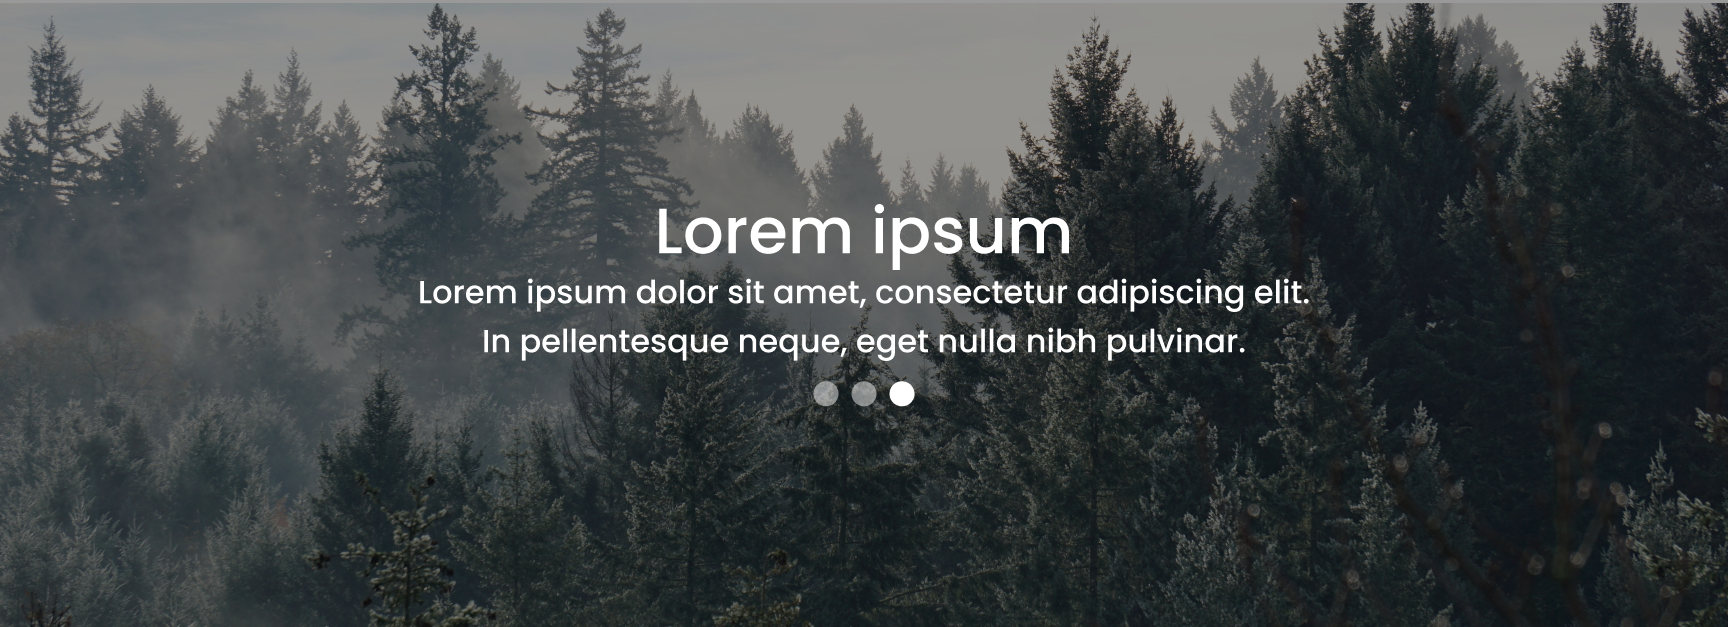 Lorem ipsum
Lorem ipsum dolor sit amet, consectetur adipiscing elit.
In pellentesque neque, eget nulla nibh pulvinar.